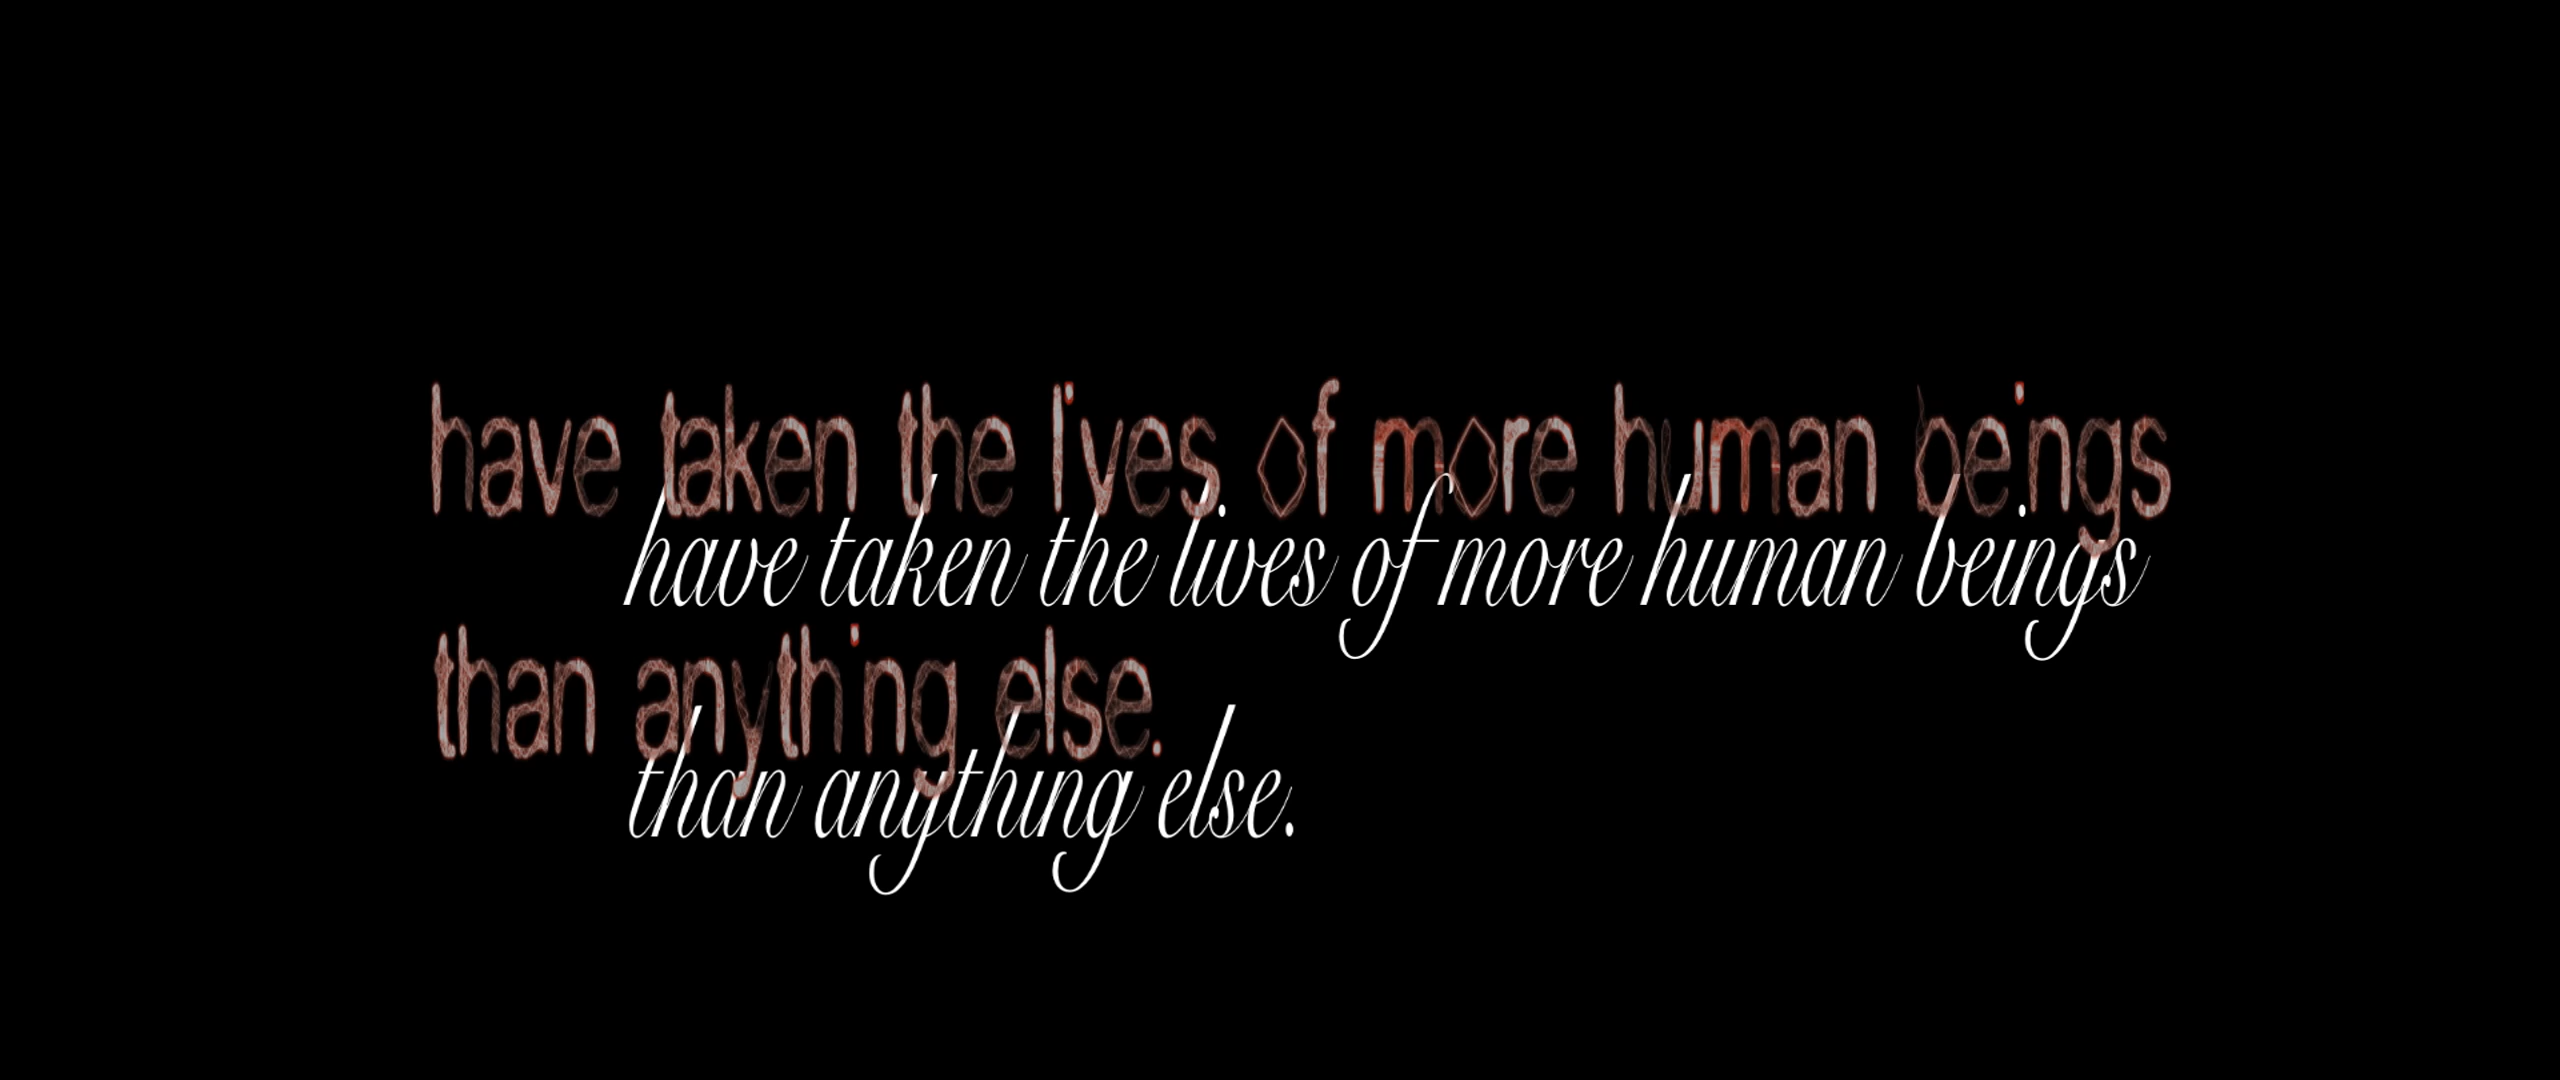 have taken the lives of more human beings
have taken the lives of more human beings
than anything else.
than anything else.